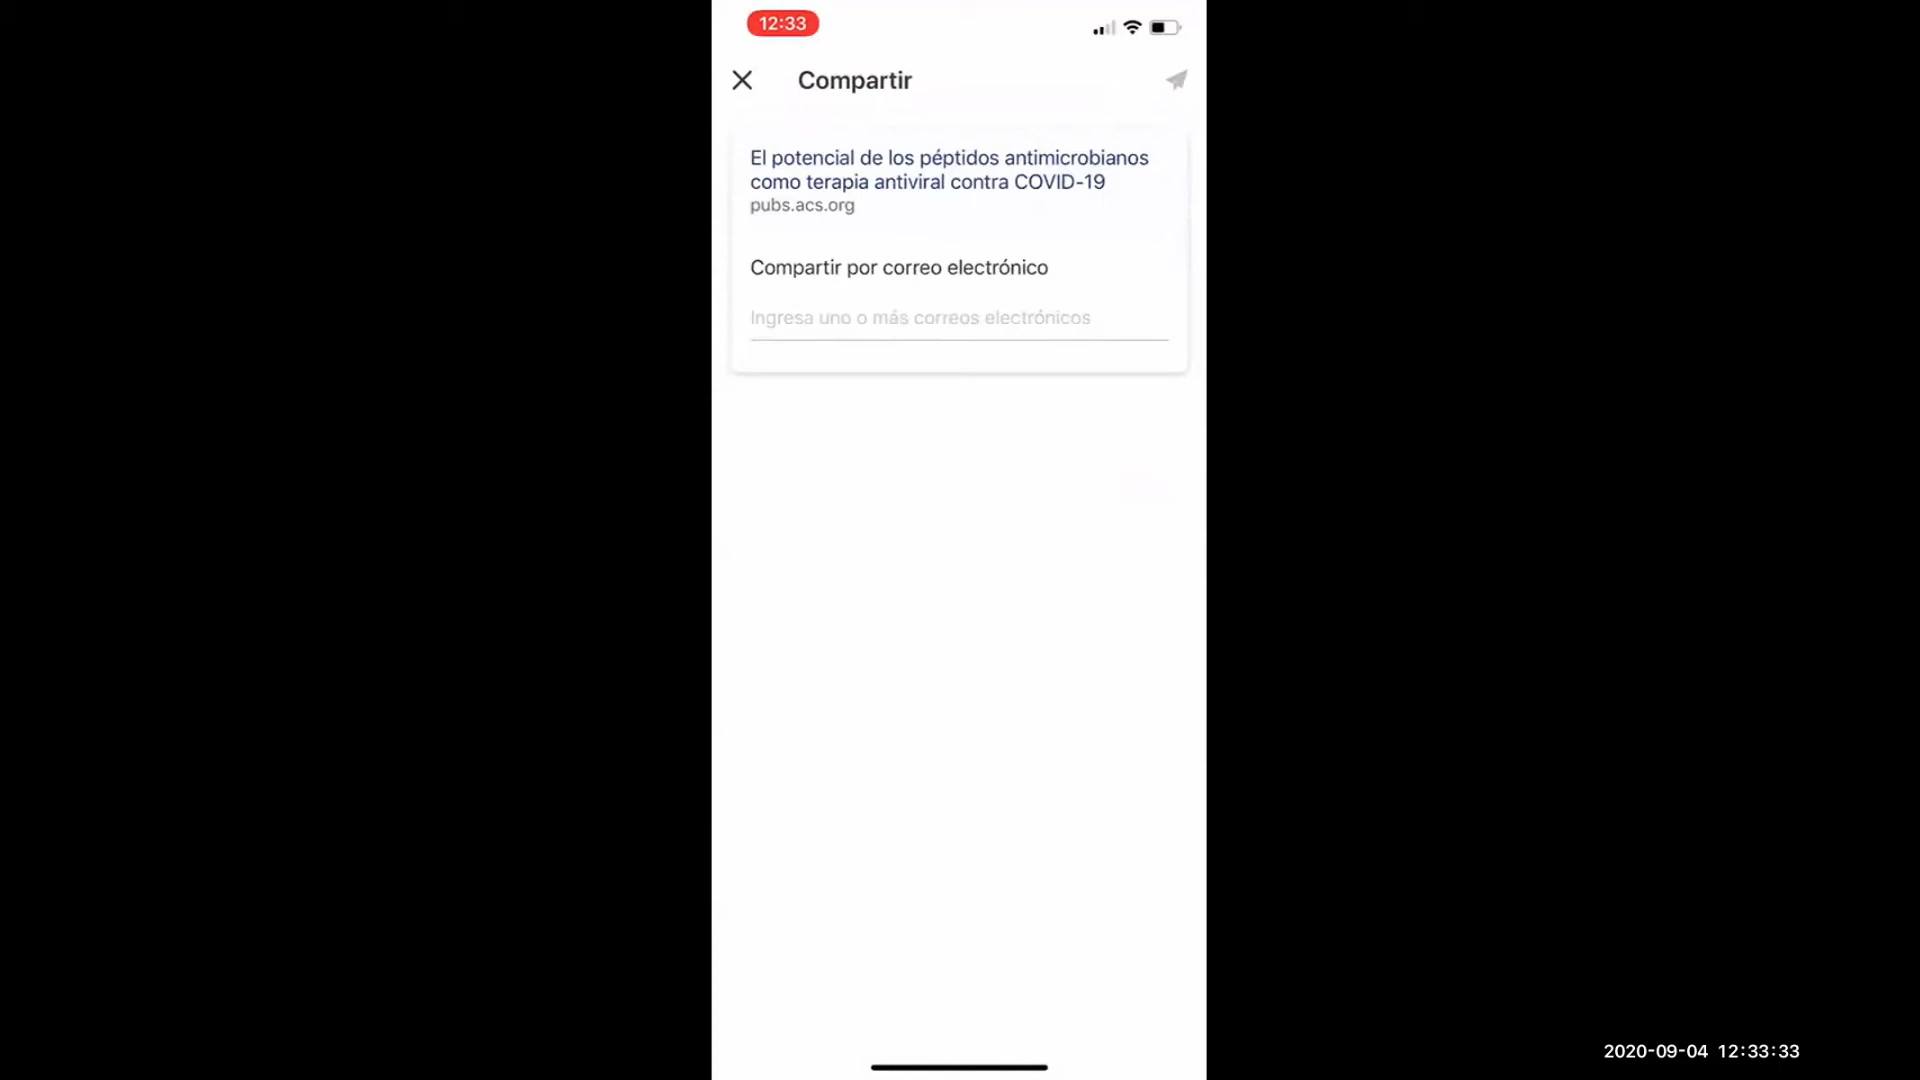 12:33
Compartir
El potencial de los péptidos antimicrobianos
como terapia antiviral contra COVID-19
pubs.acs.org
Compartir por correo electrónico
Ingresa uno o más correos electrónicos
2020-09-04 12:33:33